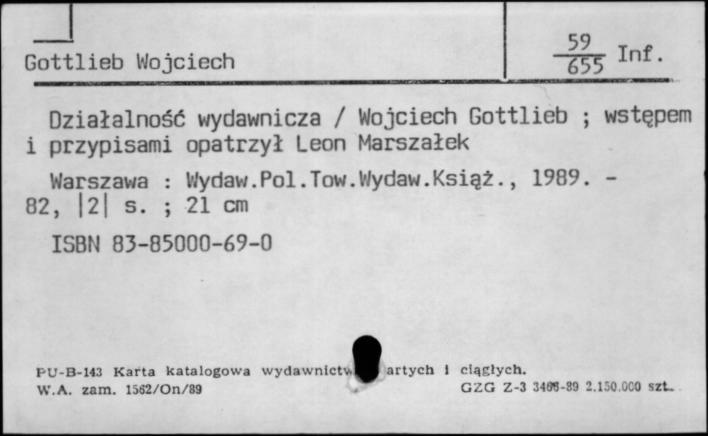 Gottlieb Wojciech
59
655 Inf.
Działalność wydawnicza / Wojciech Gottlieb ; wstępem
i przypisami opatrzył Leon Marszałek
Warszawa : Wydaw.Pol.Tow.Wydaw.Książ., 1989. -
82, |2| s. ; 21 cm
ISBN 83-85000-69-0
PU-B-143 Karta katalogowa wydawnictw artych i ciągłych.
W.A. zam. 1562/On/89
GZG Z-3 -89 2.150.000 szt.